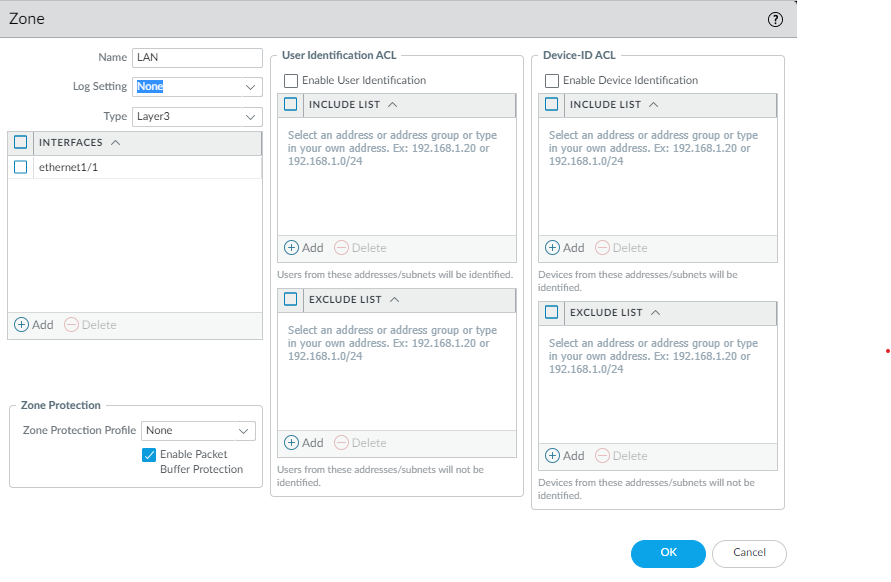 Zone
Name LAN
Log Setting None
Type Layer3
INTERFACES
ethernet1/1
Add Delete
Zone Protection
Zone Protection Profile None
Enable Packet
Buffer Protection
User Identification ACL
Enable User Identification
INCLUDE LIST
Select an address or address group or type
in your own address. Ex: 192.168.1.20 or
192.168.1.0/24
Add Delete
Users from these addresses/subnets will be identified.
EXCLUDE LIST
Select an address or address group or type
in your own address. Ex: 192.168.1.20 or
192.168.1.0/24
Add Delete
Users from these addresses/subnets will not be
identified.
Device-ID ACL
Enable Device Identification
INCLUDE LIST
Select an address or address group or type
in your own address. Ex: 192.168.1.20 or
192.168.1.0/24
Add Delete
Devices from these addresses/subnets will be
identified.
EXCLUDE LIST
Select an address or address group or type
in your own address. Ex: 192.168.1.20 or
192.168.1.0/24
Add Delete
Devices from these addresses/subnets will not be
identified.
OK Cancel